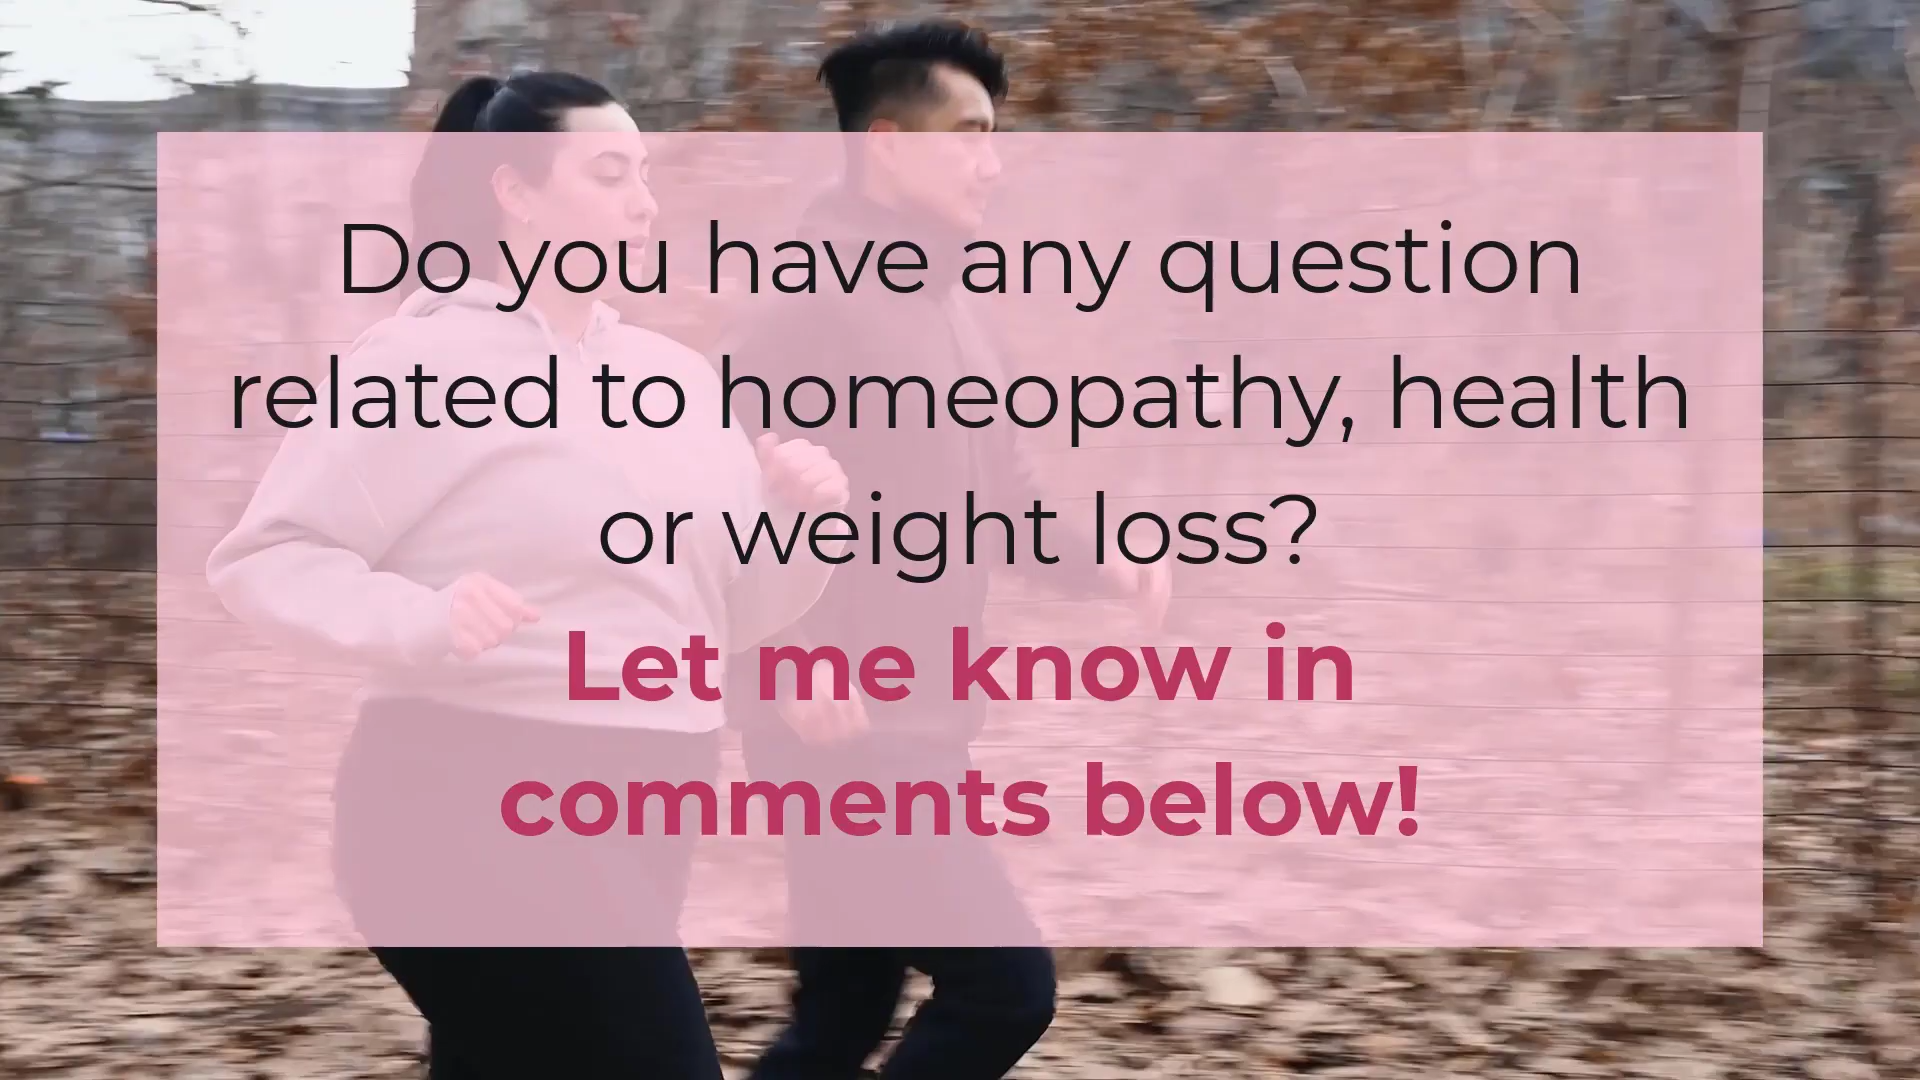 Do you have any question
related to homeopathy, health
or weight loss?
Let me know in
comments below!